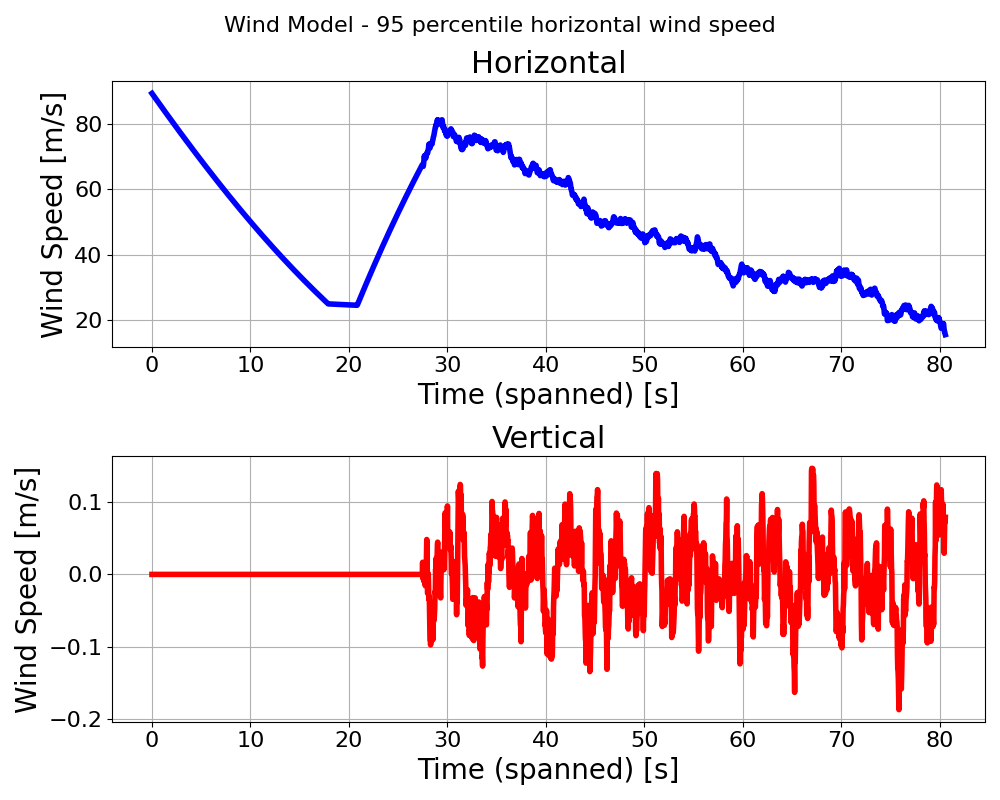 Wind Model - 95 percentile horizontal wind speed
Horizontal
Wind Speed [m/s]
80
60
40
20
0 10 20 30 40 50 60 70 80
Time (spanned) [s]
Vertical
Wind Speed [m/s]
0.1
0.0
−0.1
−0.2
0 10 20 30 40 50 60 70 80
Time (spanned) [s]